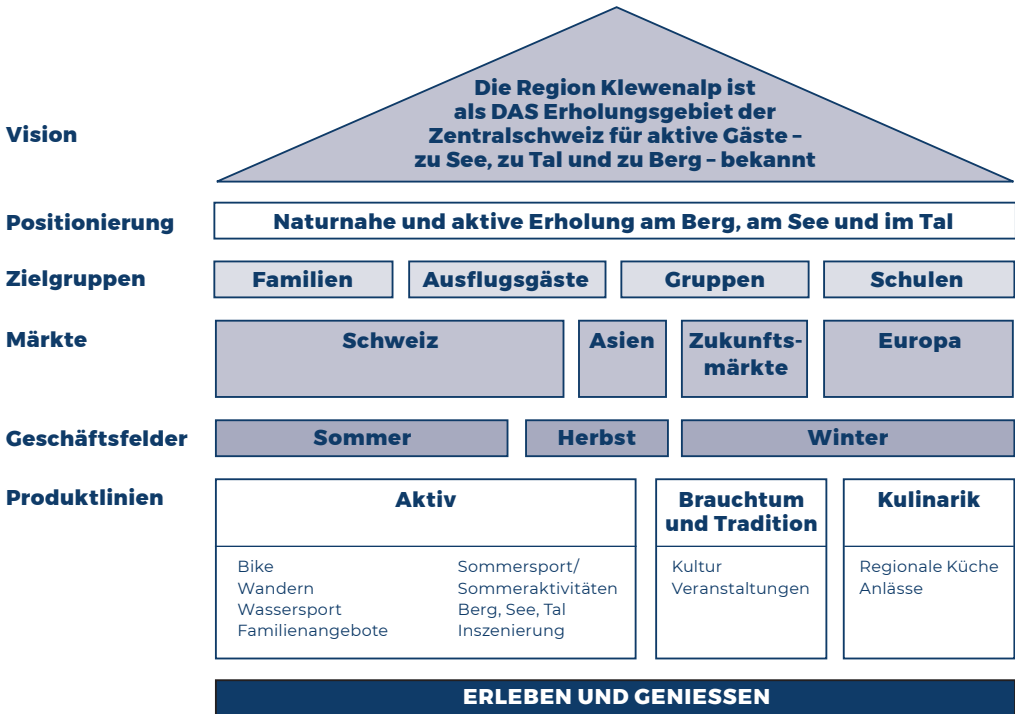 Die Region Klewenalp ist
als DAS Erholungsgebiet der
Zentralschweiz für aktive Gäste –
zu See, zu Tal und zu Berg – bekannt
Vision
Positionierung
Naturnahe und aktive Erholung am Berg, am See und im Tal
Zielgruppen
Familien
Ausflugsgäste
Gruppen
Schulen
Märkte
Schweiz
Asien
Zukunfts-
märkte
Europa
Geschäftsfelder
Sommer
Herbst
Winter
Produktlinien
Aktiv
Bike
Wandern
Wassersport
Familienangebote
Sommersport/
Sommeraktivitäten
Berg, See, Tal
Inszenierung
Brauchtum
und Tradition
Kultur
Veranstaltungen
Kulinarik
Regionale Küche
Anlässe
ERLEBEN UND GENIESSEN